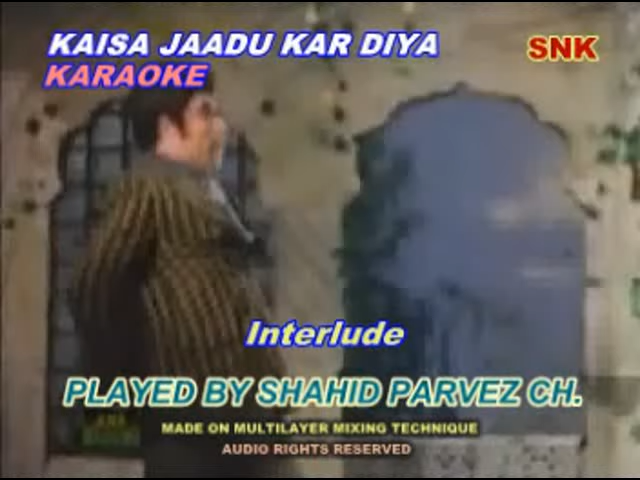 KAISA JAADU KAR DIYA
SNK
KARAOKE
Interlude
PLAYED BY SHAHID PARVEZ CH.
MADE ON MULTILAYER MIXING TECHNIQUE
AUDIO RIGHTS RESERVED